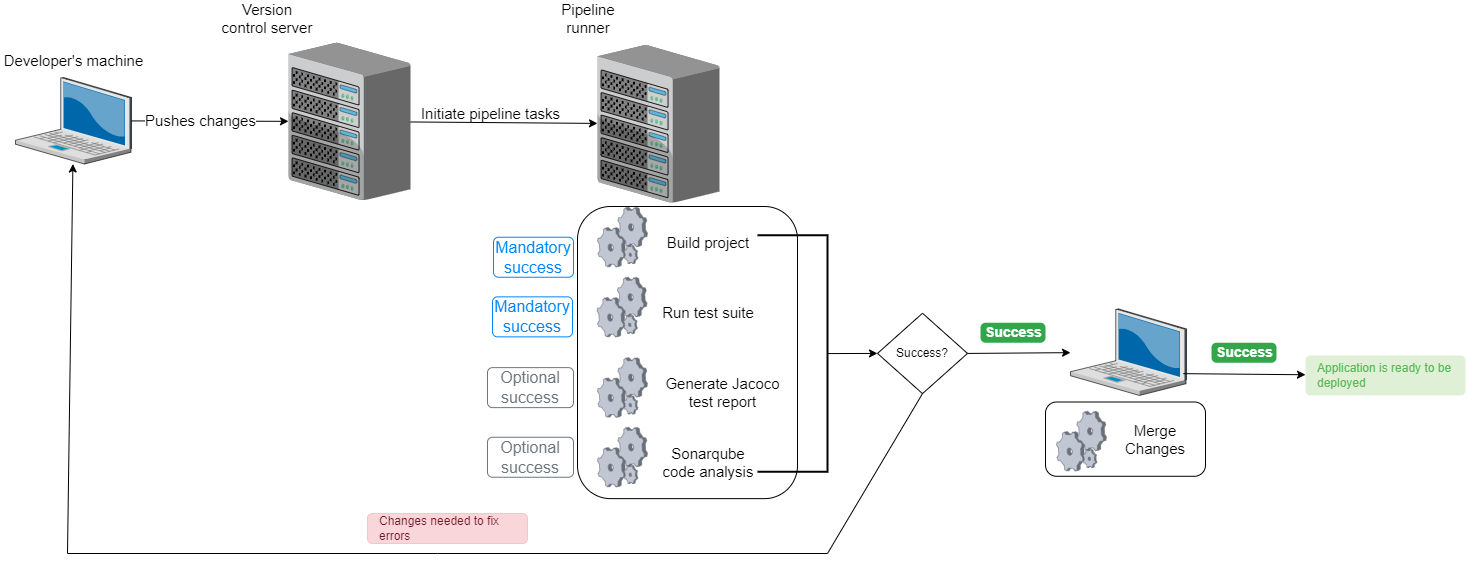 Version
control server
Pipeline
runner
Developer's machine
Pushes changes
Initiate pipeline tasks
Mandatory
success
Build project
Mandatory
success
Run test suite
Optional
success
Generate Jacoco
test report
Optional
success
Sonarqube
code analysis
Success?
Success
Success
Application is ready to be
deployed
Merge
Changes
Changes needed to fix
errors